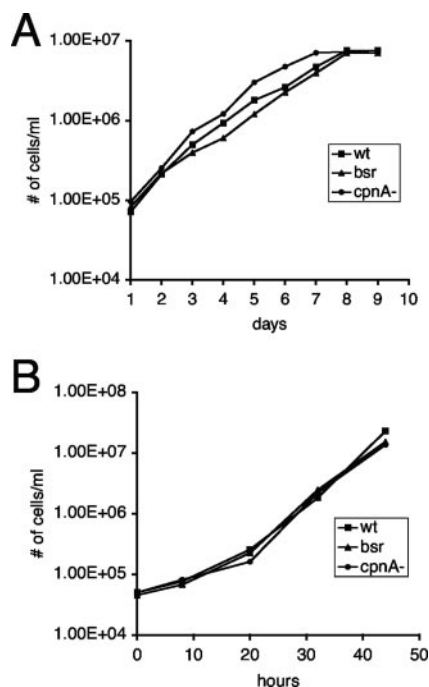 A
1.00E+07
1.00E+06
1.00E+05
1.00E+04
# of cells/ml
wt
bsr
cpnA-
1 2 3 4 5 6 7 8 9 10
days
B
1.00E+08
1.00E+07
1.00E+06
1.00E+05
1.00E+04
# of cells/ml
wt
bsr
cpnA-
0 10 20 30 40 50
hours